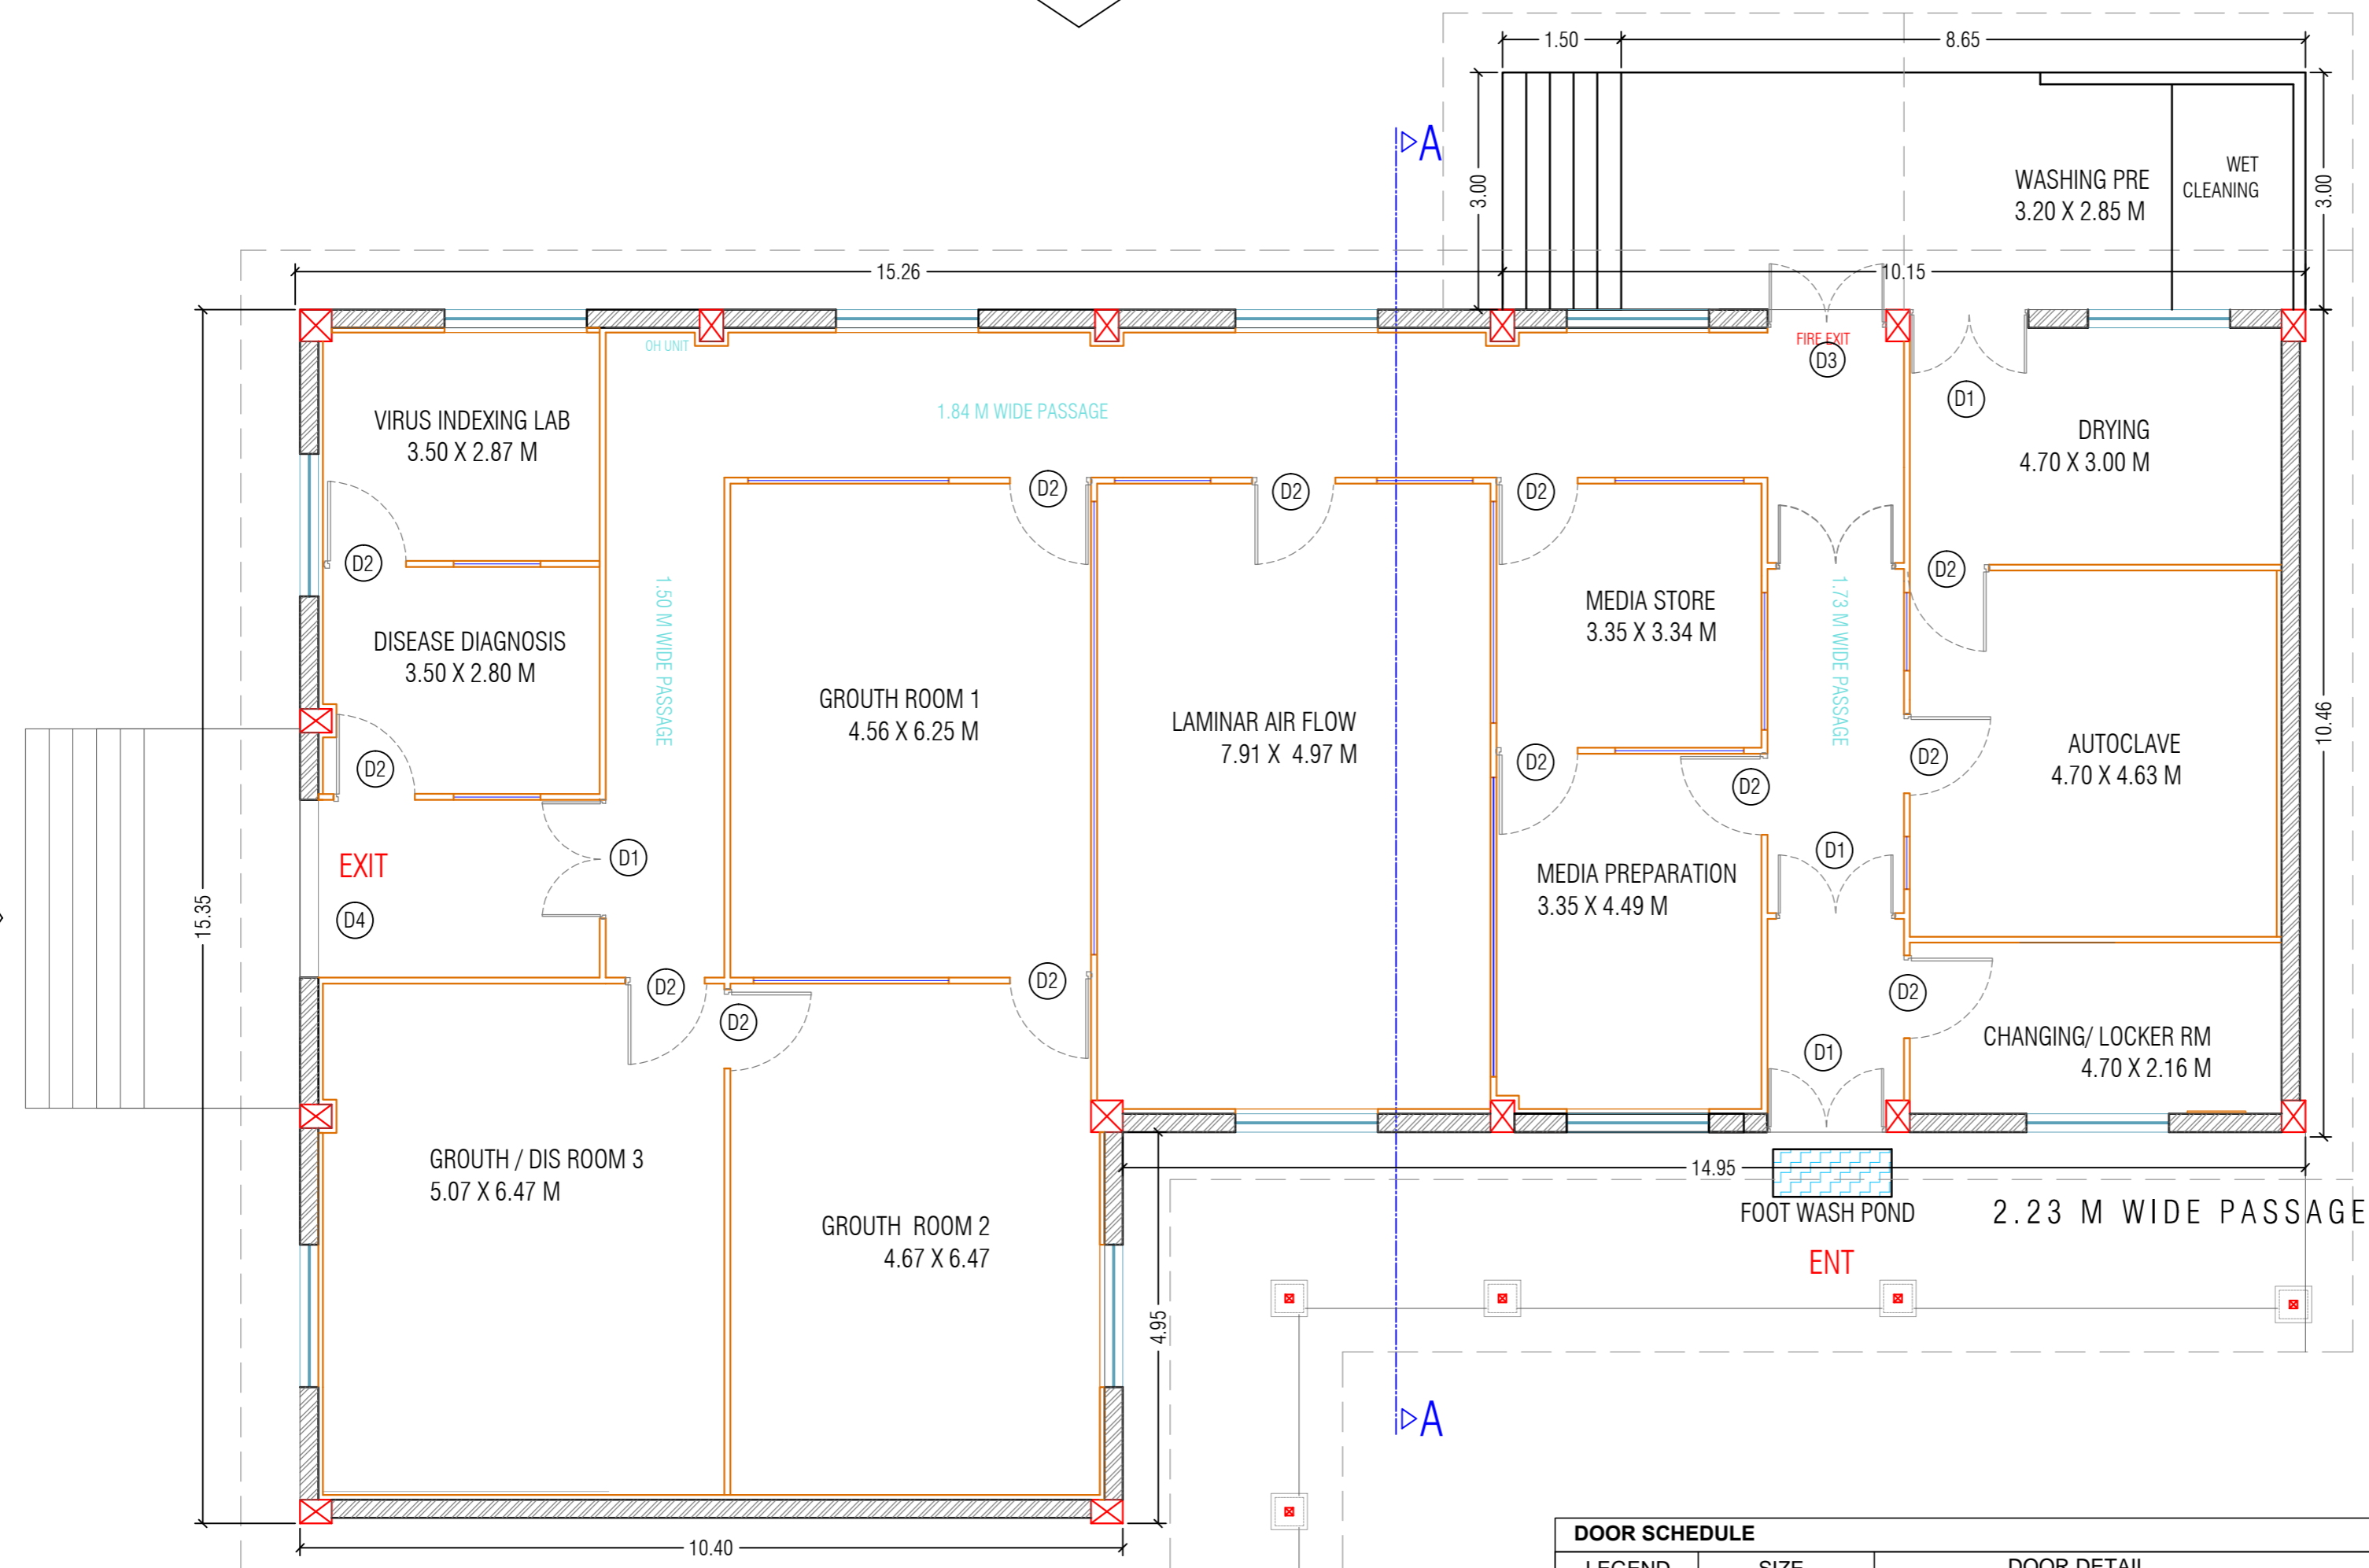 1.50
8.65
A
3.00
WASHING PRE
3.20 X 2.85 M
WET
CLEANING
3.00
15.26
10.15
OH UNIT
FIRE EXIT
D3
D1
VIRUS INDEXING LAB
3.50 X 2.87 M
1.84 M WIDE PASSAGE
DRYING
4.70 X 3.00 M
D2
D2
D2
D2
D2
DISEASE DIAGNOSIS
3.50 X 2.80 M
1.50 M WIDE PASSAGE
GROUTH ROOM 1
4.56 X 6.25 M
LAMINAR AIR FLOW
7.91 X 4.97 M
MEDIA STORE
3.35 X 3.34 M
1.73 M WIDE PASSAGE
AUTOCLAVE
4.70 X 4.63 M
10.46
D2
D2
D2
D2
EXIT
D4
D1
MEDIA PREPARATION
3.35 X 4.49 M
D1
15.35
D2
D2
D2
D2
D1
CHANGING/ LOCKER RM
4.70 X 2.16 M
GROUTH / DIS ROOM 3
5.07 X 6.47 M
GROUTH ROOM 2
4.67 X 6.47
14.95
FOOT WASH POND
2.23 M WIDE PASSAGE
ENT
4.95
A
10.40
DOOR SCHEDULE
LEGEND
SIZE
DOOR DETAIL